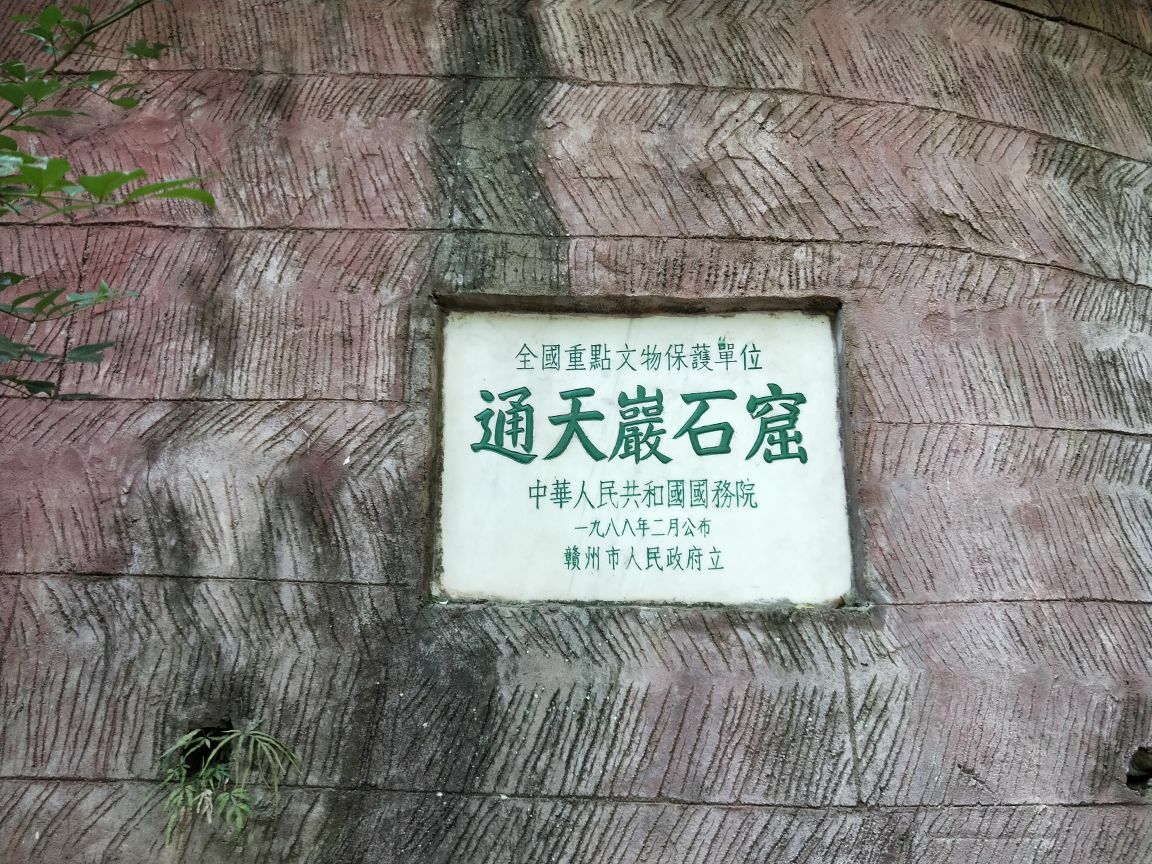 全國重點文物保護單位
通天巖石窟
中華人民共和國國務院
一九八八年二月公布
贛州市人民政府立